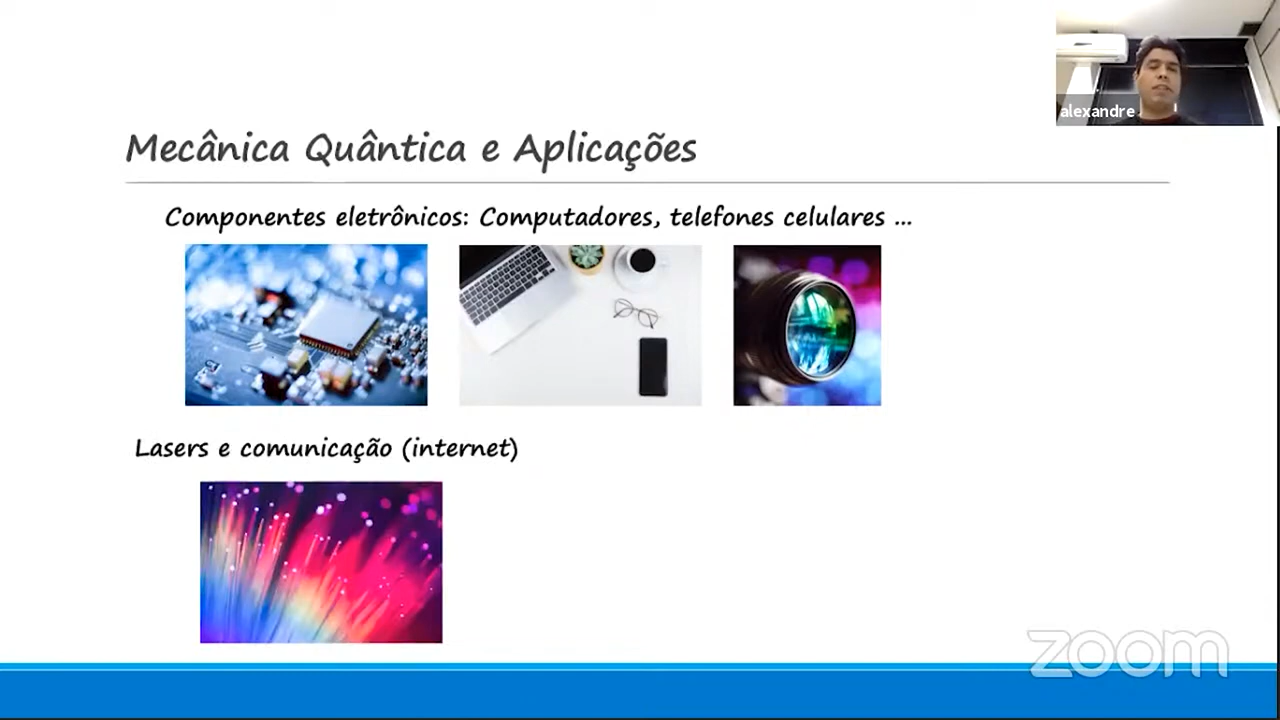 alexandre
Mecânica Quântica e Aplicações
Componentes eletrônicos: Computadores, telefones celulares ...
Lasers e comunicação (internet)
zoom